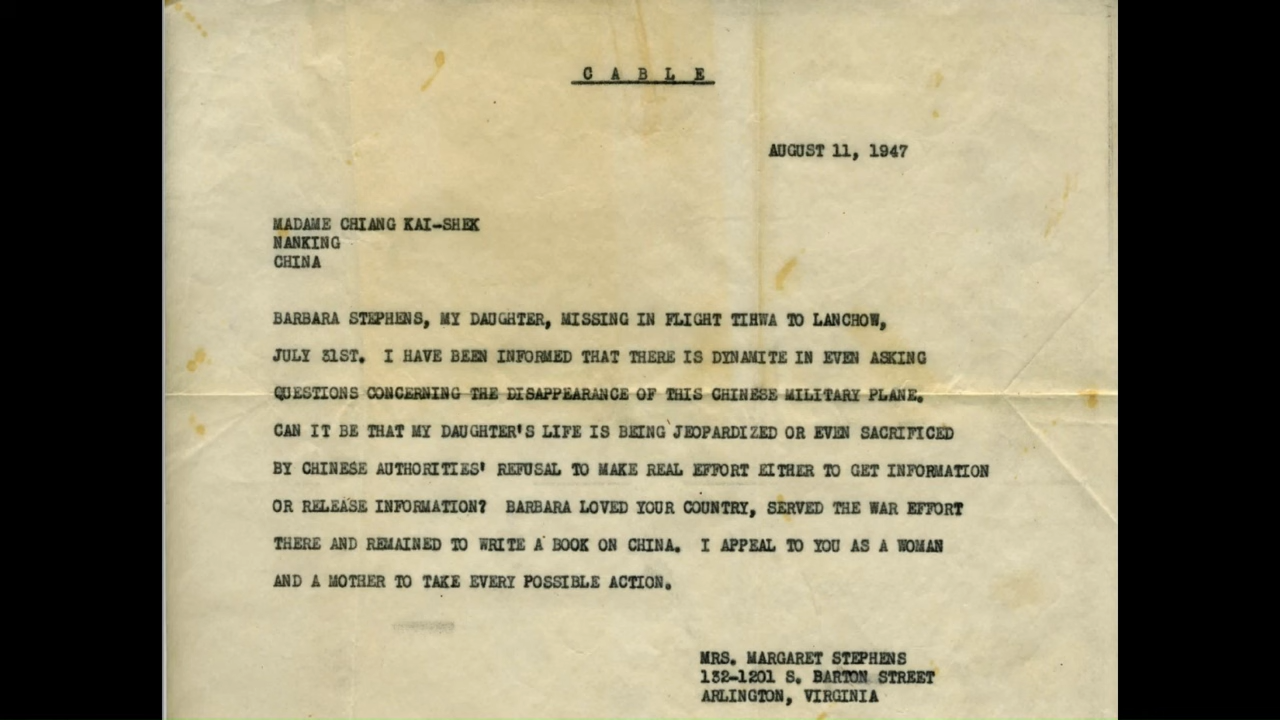 CABLE
AUGUST 11, 1947
MADAME CHIANG KAI-SHEK
NANKING
CHINA
BARBARA STEPHENS, MY DAUGHTER, MISSING IN FLIGHT TIHWA TO LANCHOW,
JULY 31ST. I HAVE BEEN INFORMED THAT THERE IS DYNAMITE IN EVEN ASKING
QUESTIONS CONCERNING THE DISAPPEARANCE OF THIS CHINESE MILITARY PLANE.
CAN IT BE THAT MY DAUGHTER'S LIFE IS BEING JEOPARDIZED OR EVEN SACRIFICED
BY CHINESE AUTHORITIES' REFUSAL TO MAKE REAL EFFORT EITHER TO GET INFORMATION
OR RELEASE INFORMATION? BARBARA LOVED YOUR COUNTRY, SERVED THE WAR EFFORT
THERE AND REMAINED TO WRITE A BOOK ON CHINA. I APPEAL TO YOU AS A WOMAN
AND A MOTHER TO TAKE EVERY POSSIBLE ACTION.
MRS. MARGARET STEPHENS
132-1201 S. BARTON STREET
ARLINGTON, VIRGINIA